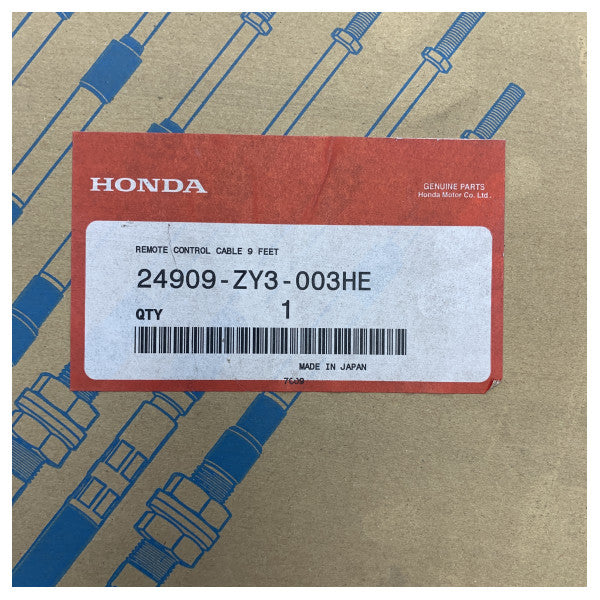 HONDA
GENUINE PARTS
Honda Motor Co. Ltd.
REMOTE CONTROL CABLE 9 FEET
24909-ZY3-003HE
QTY 1
MADE IN JAPAN